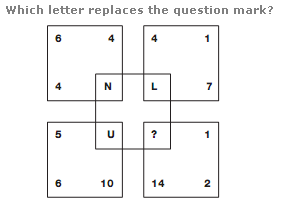 Which letter replaces the question mark?
6 4 4 1
4 N L 7
5 U ? 1
6 10 14 2